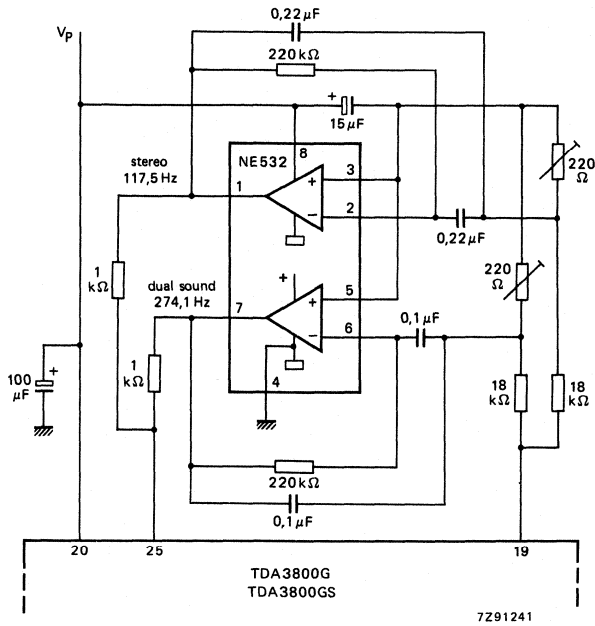 0,22 µF
Vp
220 kΩ
+
15 µF
8
NE532
stereo
117,5 Hz
1
+
3
−
2
220
Ω
0,22 µF
1
kΩ
dual sound
274,1 Hz
+
220
Ω
7
+
5
−
6
0,1 µF
1
kΩ
100
µF
+
4
18
kΩ
18
kΩ
220 kΩ
0,1 µF
20
25
19
TDA3800G
TDA3800GS
7Z91241